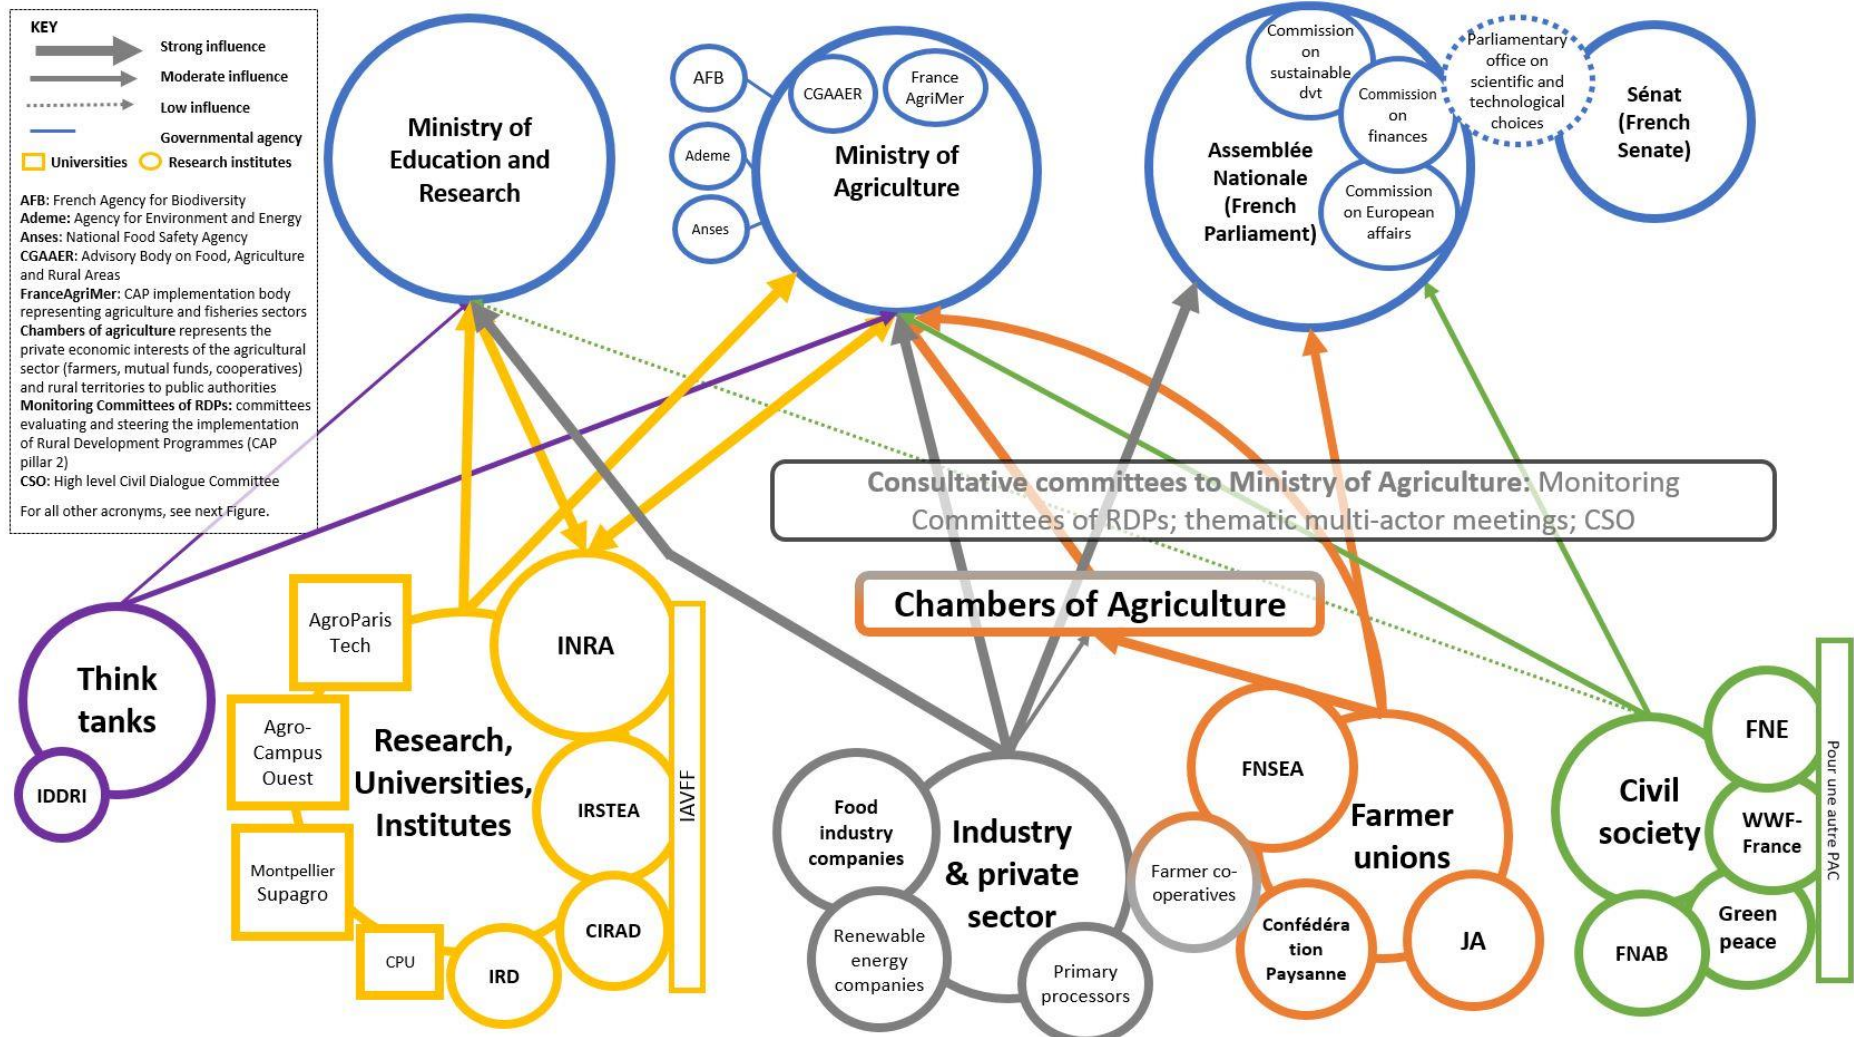 KEY
Strong influence
Moderate influence
Low influence
Governmental agency
Universities
Research institutes
AFB: French Agency for Biodiversity
Ademe: Agency for Environment and Energy
Anses: National Food Safety Agency
CGAAER: Advisory Body on Food, Agriculture
and Rural Areas
FranceAgriMer: CAP implementation body
representing agriculture and fisheries sectors
Chambers of agriculture represents the
private economic interests of the agricultural
sector (farmers, mutual funds, cooperatives)
and rural territories to public authorities
Monitoring Committees of RDPs: committees
evaluating and steering the implementation
of Rural Development Programmes (CAP
pillar 2)
CSO: High level Civil Dialogue Committee
For all other acronyms, see next Figure.
Ministry of
Education and
Research
AFB
Ademe
Anses
CGAAER
France
AgriMer
Ministry of
Agriculture
Commission
on
sustainable
dvt
Commission
on
finances
Commission
on European
affairs
Assemblée
Nationale
(French
Parliament)
Parliamentary
office on
scientific and
technological
choices
Sénat
(French
Senate)
Consultative committees to Ministry of Agriculture: Monitoring
Committees of RDPs; thematic multi-actor meetings; CSO
Chambers of Agriculture
Think
tanks
IDDRI
AgroParis
Tech
Agro-
Campus
Ouest
Montpellier
Supagro
CPU
IRD
CIRAD
IRSTEA
INRA
IAVFF
Research,
Universities,
Institutes
Food
industry
companies
Renewable
energy
companies
Primary
processors
Industry
& private
sector
Farmer co-
operatives
FNSEA
Farmer
unions
Confédéra
tion
Paysanne
JA
Civil
society
FNE
WWF-
France
Green
peace
FNAB
Pour une autre PAC